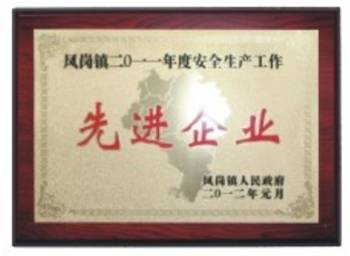 凤岗镇二〇一一年度安全生产工作
先进企业
凤岗镇人民政府
二〇一二年元月